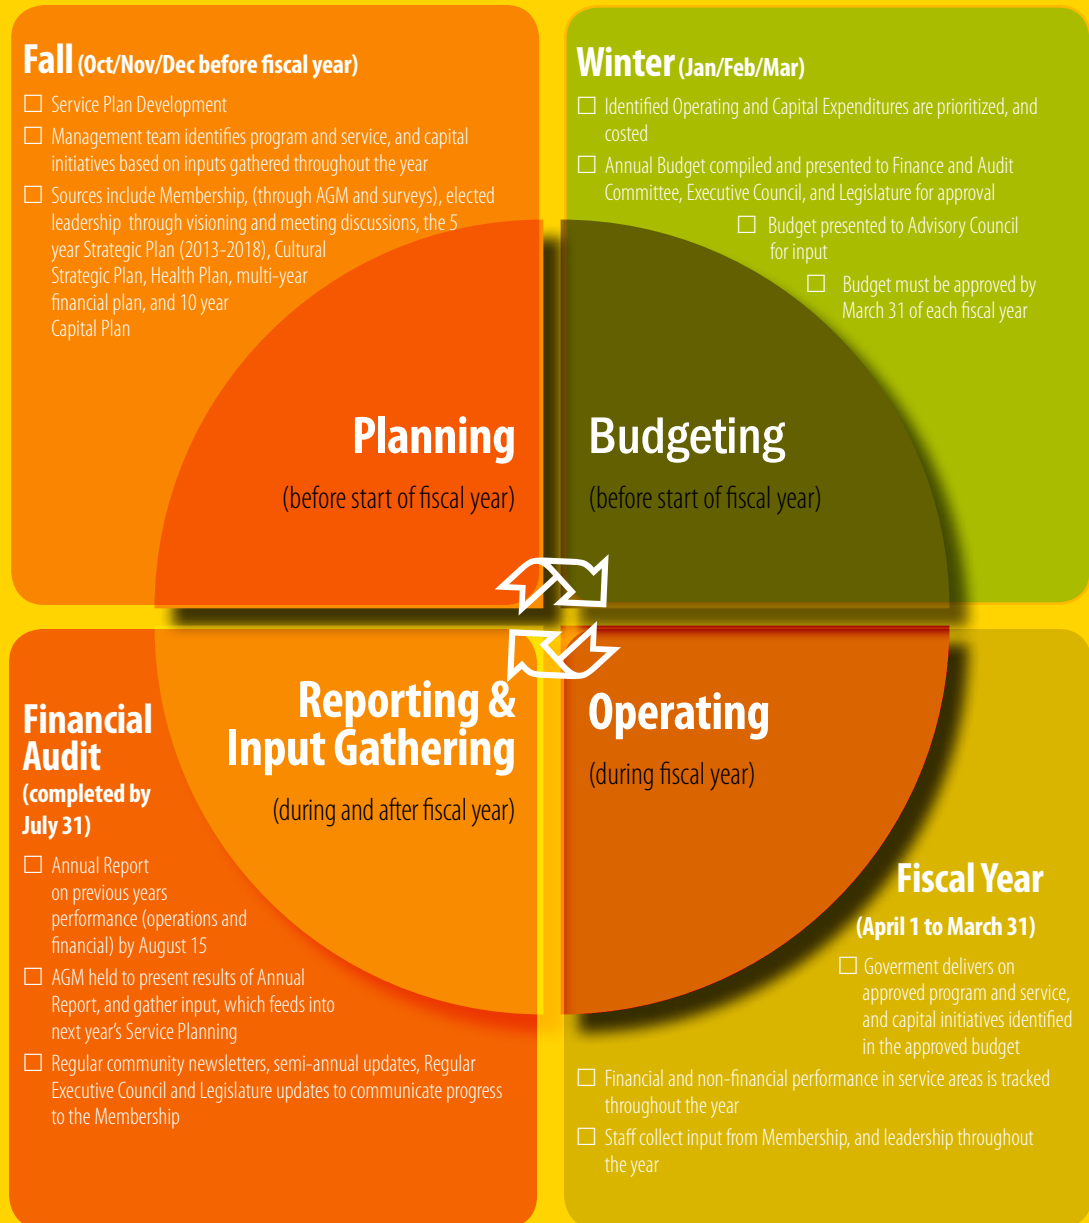 Fall (Oct/Nov/Dec before fiscal year)
☐ Service Plan Development
☐ Management team identifies program and service, and capital
initiatives based on inputs gathered throughout the year
☐ Sources include Membership, (through AGM and surveys), elected
leadership through visioning and meeting discussions, the 5
year Strategic Plan (2013-2018), Cultural
Strategic Plan, Health Plan, multi-year
financial plan, and 10 year
Capital Plan
Planning
(before start of fiscal year)
Winter (Jan/Feb/Mar)
☐ Identified Operating and Capital Expenditures are prioritized, and
costed
☐ Annual Budget compiled and presented to Finance and Audit
Committee, Executive Council, and Legislature for approval
☐ Budget presented to Advisory Council
for input
☐ Budget must be approved by
March 31 of each fiscal year
Budgeting
(before start of fiscal year)
Reporting &
Input Gathering
(during and after fiscal year)
Financial
Audit
(completed by
July 31)
☐ Annual Report
on previous years
performance (operations and
financial) by August 15
☐ AGM held to present results of Annual
Report, and gather input, which feeds into
next year's Service Planning
☐ Regular community newsletters, semi-annual updates, Regular
Executive Council and Legislature updates to communicate progress
to the Membership
Operating
(during fiscal year)
Fiscal Year
(April 1 to March 31)
☐ Goverment delivers on
approved program and service,
and capital initiatives identified
in the approved budget
☐ Financial and non-financial performance in service areas is tracked
throughout the year
☐ Staff collect input from Membership, and leadership throughout
the year